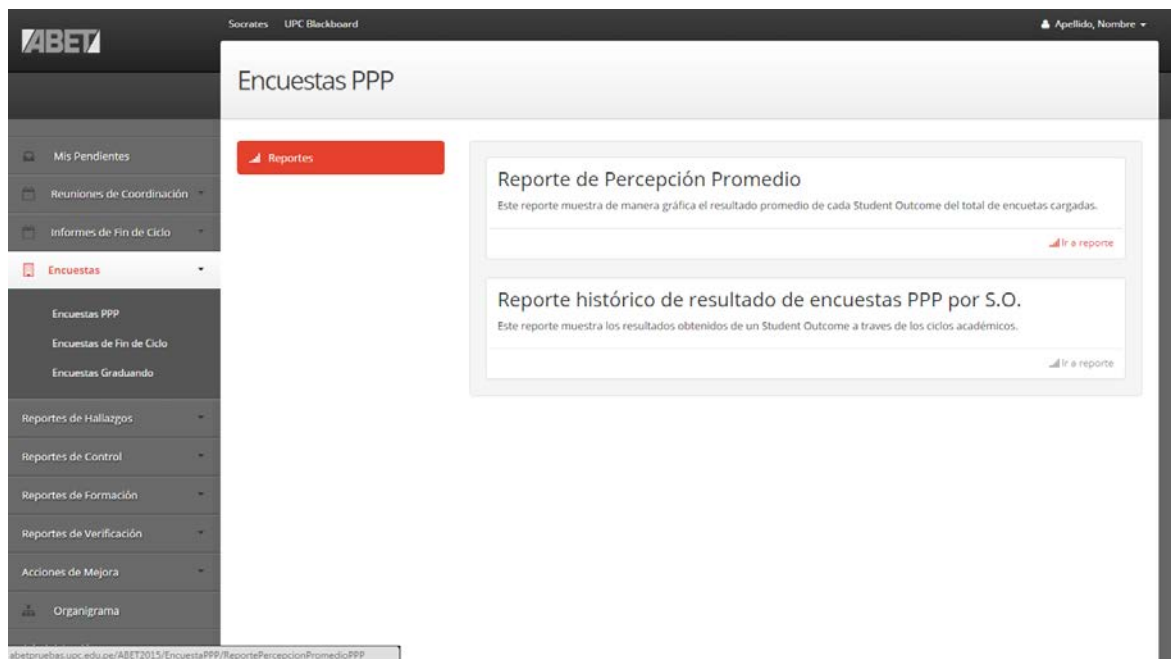 ABET
Socrates UPC Blackboard
Apellido, Nombre
Encuestas PPP
Mis Pendientes
Reuniones de Coordinación
Informes de Fin de Ciclo
Encuestas
Encuestas PPP
Encuestas de Fin de Ciclo
Encuestas Graduando
Reportes de Hallazgos
Reportes de Control
Reportes de Formación
Reportes de Verificación
Acciones de Mejora
Organigrama
Reportes
Reporte de Percepción Promedio
Este reporte muestra de manera gráfica el resultado promedio de cada Student Outcome del total de encuetas cargadas.
Ir a reporte
Reporte histórico de resultado de encuestas PPP por S.O.
Este reporte muestra los resultados obtenidos de un Student Outcome a traves de los ciclos académicos.
Ir a reporte
abetpruebas.upc.edu.pe/ABET2015/EncuestaPPP/ReportePercepcionPromedioPPP